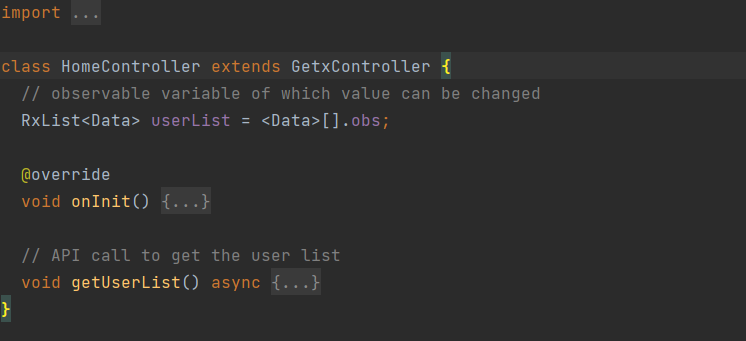 import ...
class HomeController extends GetxController {
// observable variable of which value can be changed
RxList<Data> userList = <Data>[].obs;
@override
void onInit() {...}
// API call to get the user list
void getUserList() async {...}
}